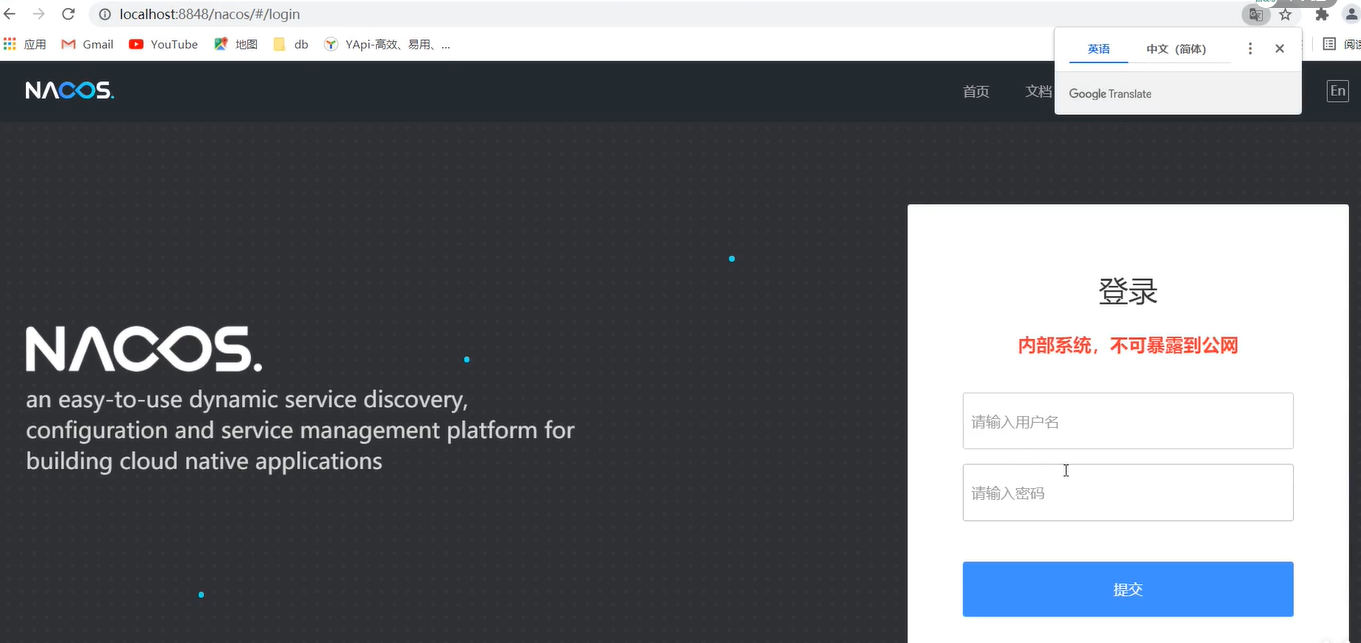 localhost:8848/nacos/#/login
应用 Gmail YouTube 地图 db YApi-高效、易用、...
英语 中文（简体）
Google Translate
NACOS.
首页 文档
En
NACOS.
an easy-to-use dynamic service discovery,
configuration and service management platform for
building cloud native applications
登录
内部系统，不可暴露到公网
请输入用户名
请输入密码
提交